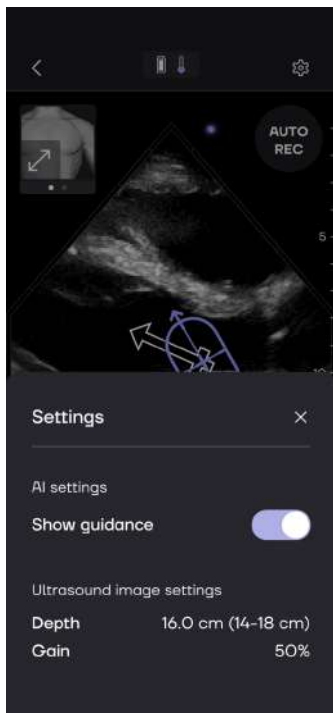 AUTO
REC
5
Settings
AI settings
Show guidance
Ultrasound image settings
Depth 16.0 cm (14-18 cm)
Gain 50%